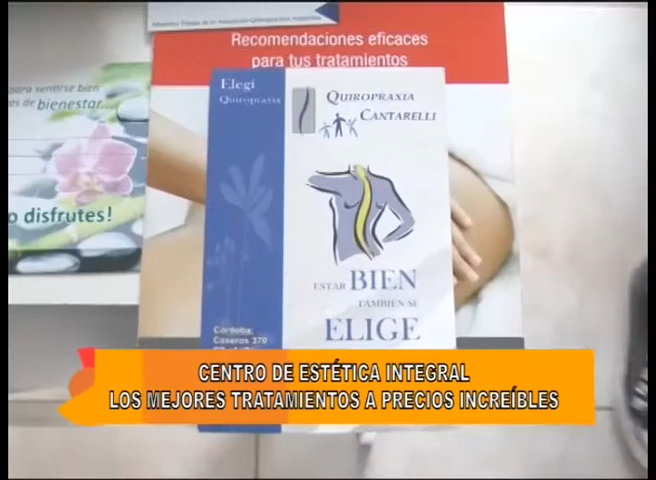 Recomendaciones eficaces
para tus tratamientos
para sentirse bien
de bienestar...
disfrutes!
Elegí
Quiropraxia
QUIROPRAXIA
CANTARELLI
ESTAR BIEN
TAMBIÉN SE
ELIGE
Córdoba:
Caseros 370
CENTRO DE ESTÉTICA INTEGRAL
LOS MEJORES TRATAMIENTOS A PRECIOS INCREÍBLES